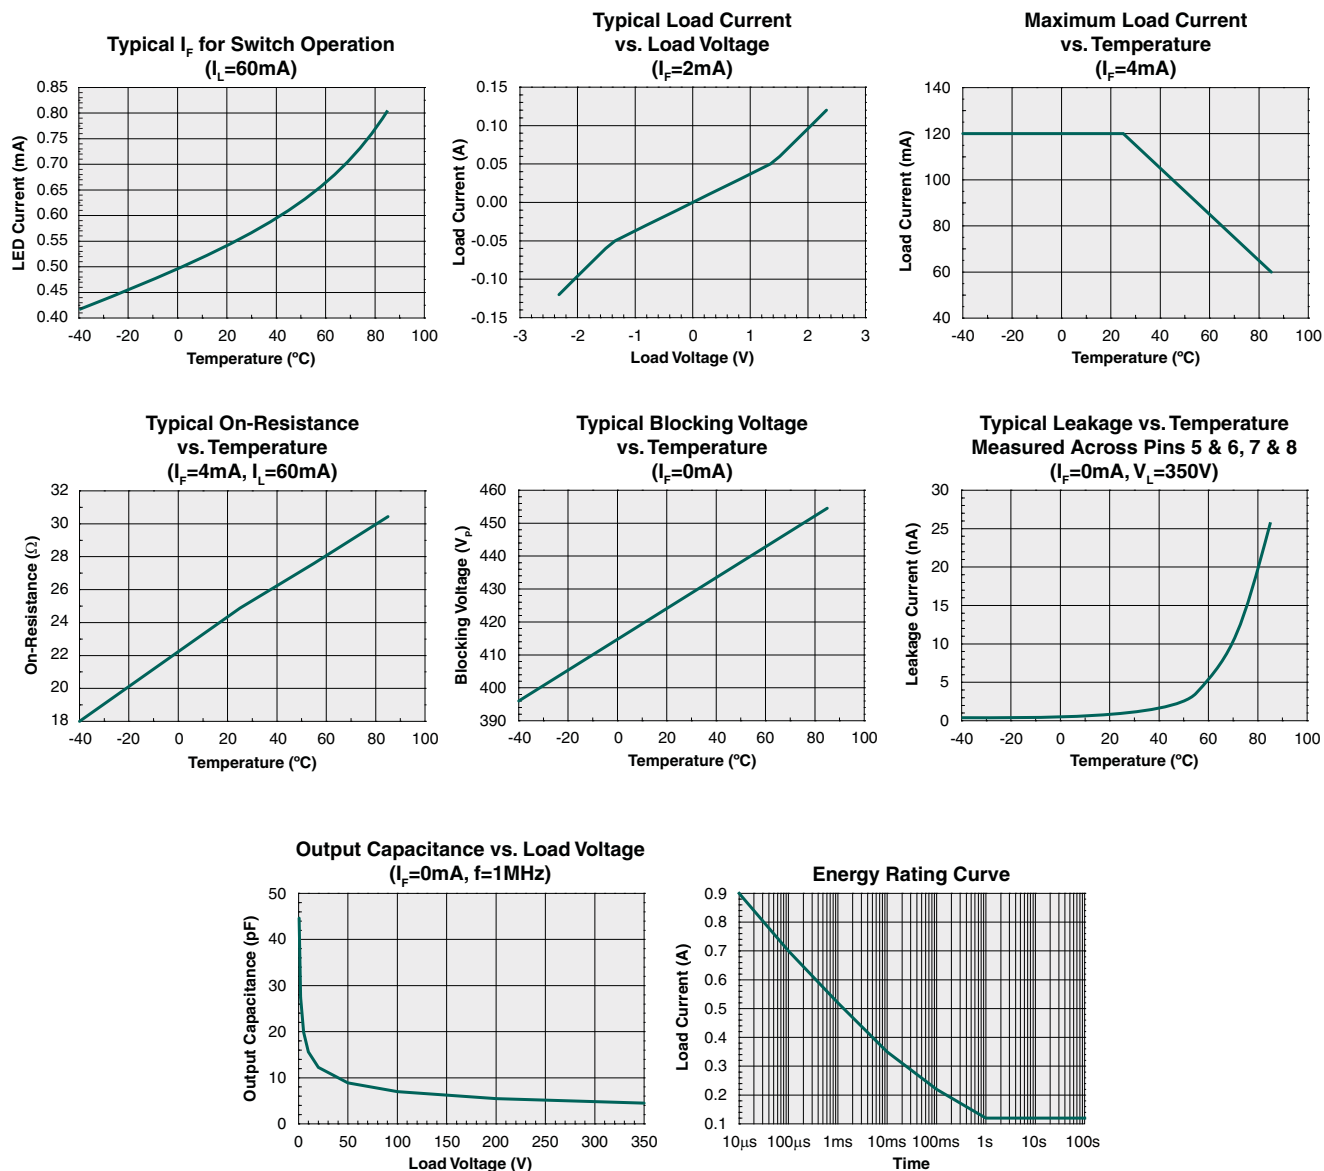 Typical I_F for Switch Operation
(I_L=60mA)
LED Current (mA)
0.85
0.80
0.75
0.70
0.65
0.60
0.55
0.50
0.45
0.40
-40 -20 0 20 40 60 80 100
Temperature (ºC)
Typical Load Current
vs. Load Voltage
(I_F=2mA)
Load Current (A)
0.15
0.10
0.05
0.00
-0.05
-0.10
-0.15
-3 -2 -1 0 1 2 3
Load Voltage (V)
Maximum Load Current
vs. Temperature
(I_F=4mA)
Load Current (mA)
140
120
100
80
60
40
-40 -20 0 20 40 60 80 100
Temperature (ºC)
Typical On-Resistance
vs. Temperature
(I_F=4mA, I_L=60mA)
On-Resistance (Ω)
32
30
28
26
24
22
20
18
-40 -20 0 20 40 60 80 100
Temperature (ºC)
Typical Blocking Voltage
vs. Temperature
(I_F=0mA)
Blocking Voltage (V_P)
460
450
440
430
420
410
400
390
-40 -20 0 20 40 60 80 100
Temperature (ºC)
Typical Leakage vs. Temperature
Measured Across Pins 5 & 6, 7 & 8
(I_F=0mA, V_L=350V)
Leakage Current (nA)
30
25
20
15
10
5
0
-40 -20 0 20 40 60 80 100
Temperature (ºC)
Output Capacitance vs. Load Voltage
(I_F=0mA, f=1MHz)
Output Capacitance (pF)
50
40
30
20
10
0
0 50 100 150 200 250 300 350
Load Voltage (V)
Energy Rating Curve
Load Current (A)
0.9
0.8
0.7
0.6
0.5
0.4
0.3
0.2
0.1
10μs 100μs 1ms 10ms 100ms 1s 10s 100s
Time